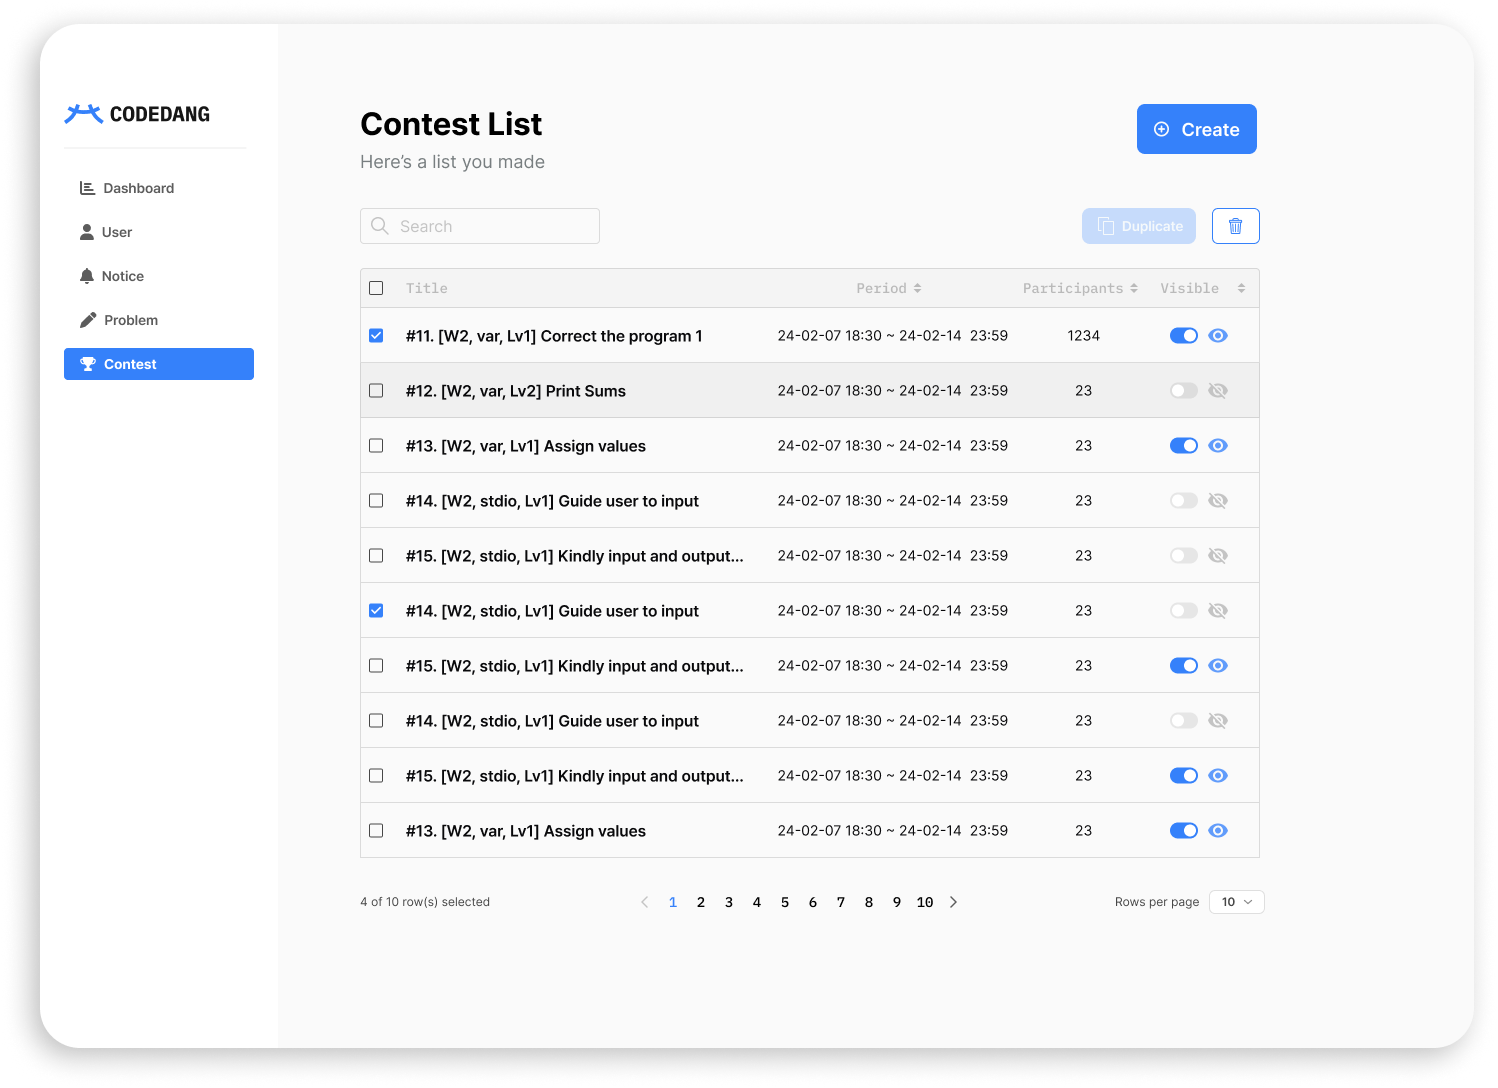 CODEDANG
Dashboard
User
Notice
Problem
Contest
Contest List
Here’s a list you made
Create
Search
Duplicate
Title Period Participants Visible
#11. [W2, var, Lv1] Correct the program 1 24-02-07 18:30 ~ 24-02-14 23:59 1234
#12. [W2, var, Lv2] Print Sums 24-02-07 18:30 ~ 24-02-14 23:59 23
#13. [W2, var, Lv1] Assign values 24-02-07 18:30 ~ 24-02-14 23:59 23
#14. [W2, stdio, Lv1] Guide user to input 24-02-07 18:30 ~ 24-02-14 23:59 23
#15. [W2, stdio, Lv1] Kindly input and output... 24-02-07 18:30 ~ 24-02-14 23:59 23
#14. [W2, stdio, Lv1] Guide user to input 24-02-07 18:30 ~ 24-02-14 23:59 23
#15. [W2, stdio, Lv1] Kindly input and output... 24-02-07 18:30 ~ 24-02-14 23:59 23
#14. [W2, stdio, Lv1] Guide user to input 24-02-07 18:30 ~ 24-02-14 23:59 23
#15. [W2, stdio, Lv1] Kindly input and output... 24-02-07 18:30 ~ 24-02-14 23:59 23
#13. [W2, var, Lv1] Assign values 24-02-07 18:30 ~ 24-02-14 23:59 23
4 of 10 row(s) selected 1 2 3 4 5 6 7 8 9 10 Rows per page 10